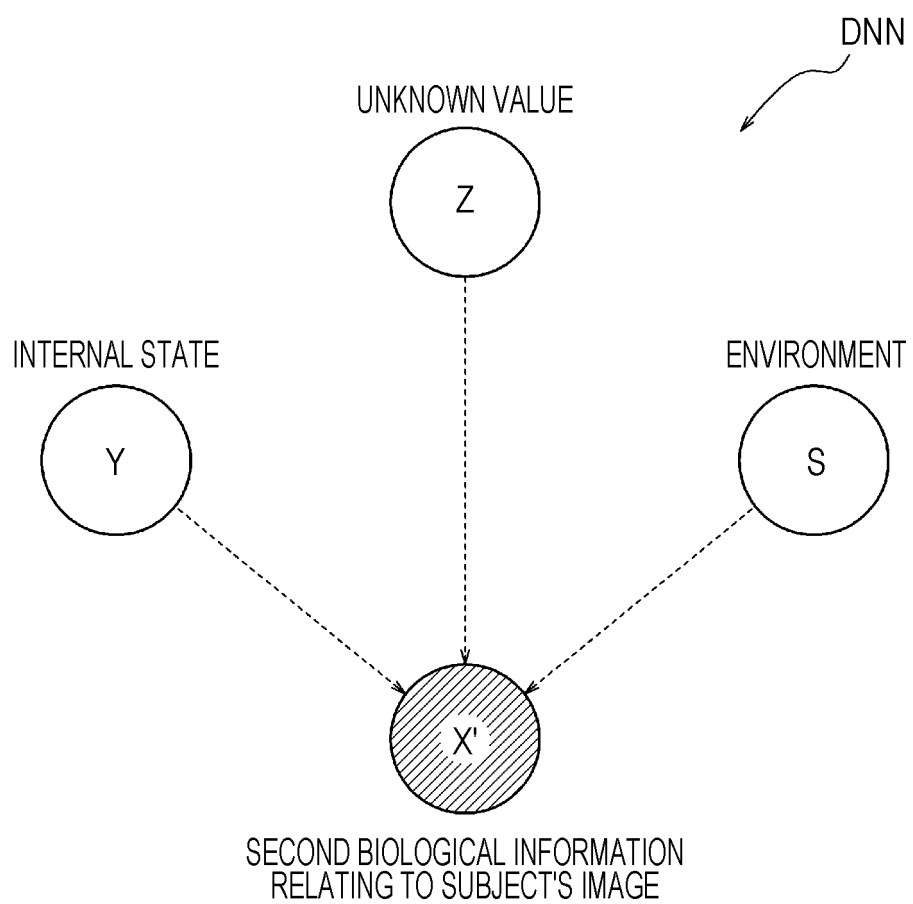 DNN
UNKNOWN VALUE
Z
INTERNAL STATE
ENVIRONMENT
Y
S
X'
SECOND BIOLOGICAL INFORMATION
RELATING TO SUBJECT'S IMAGE